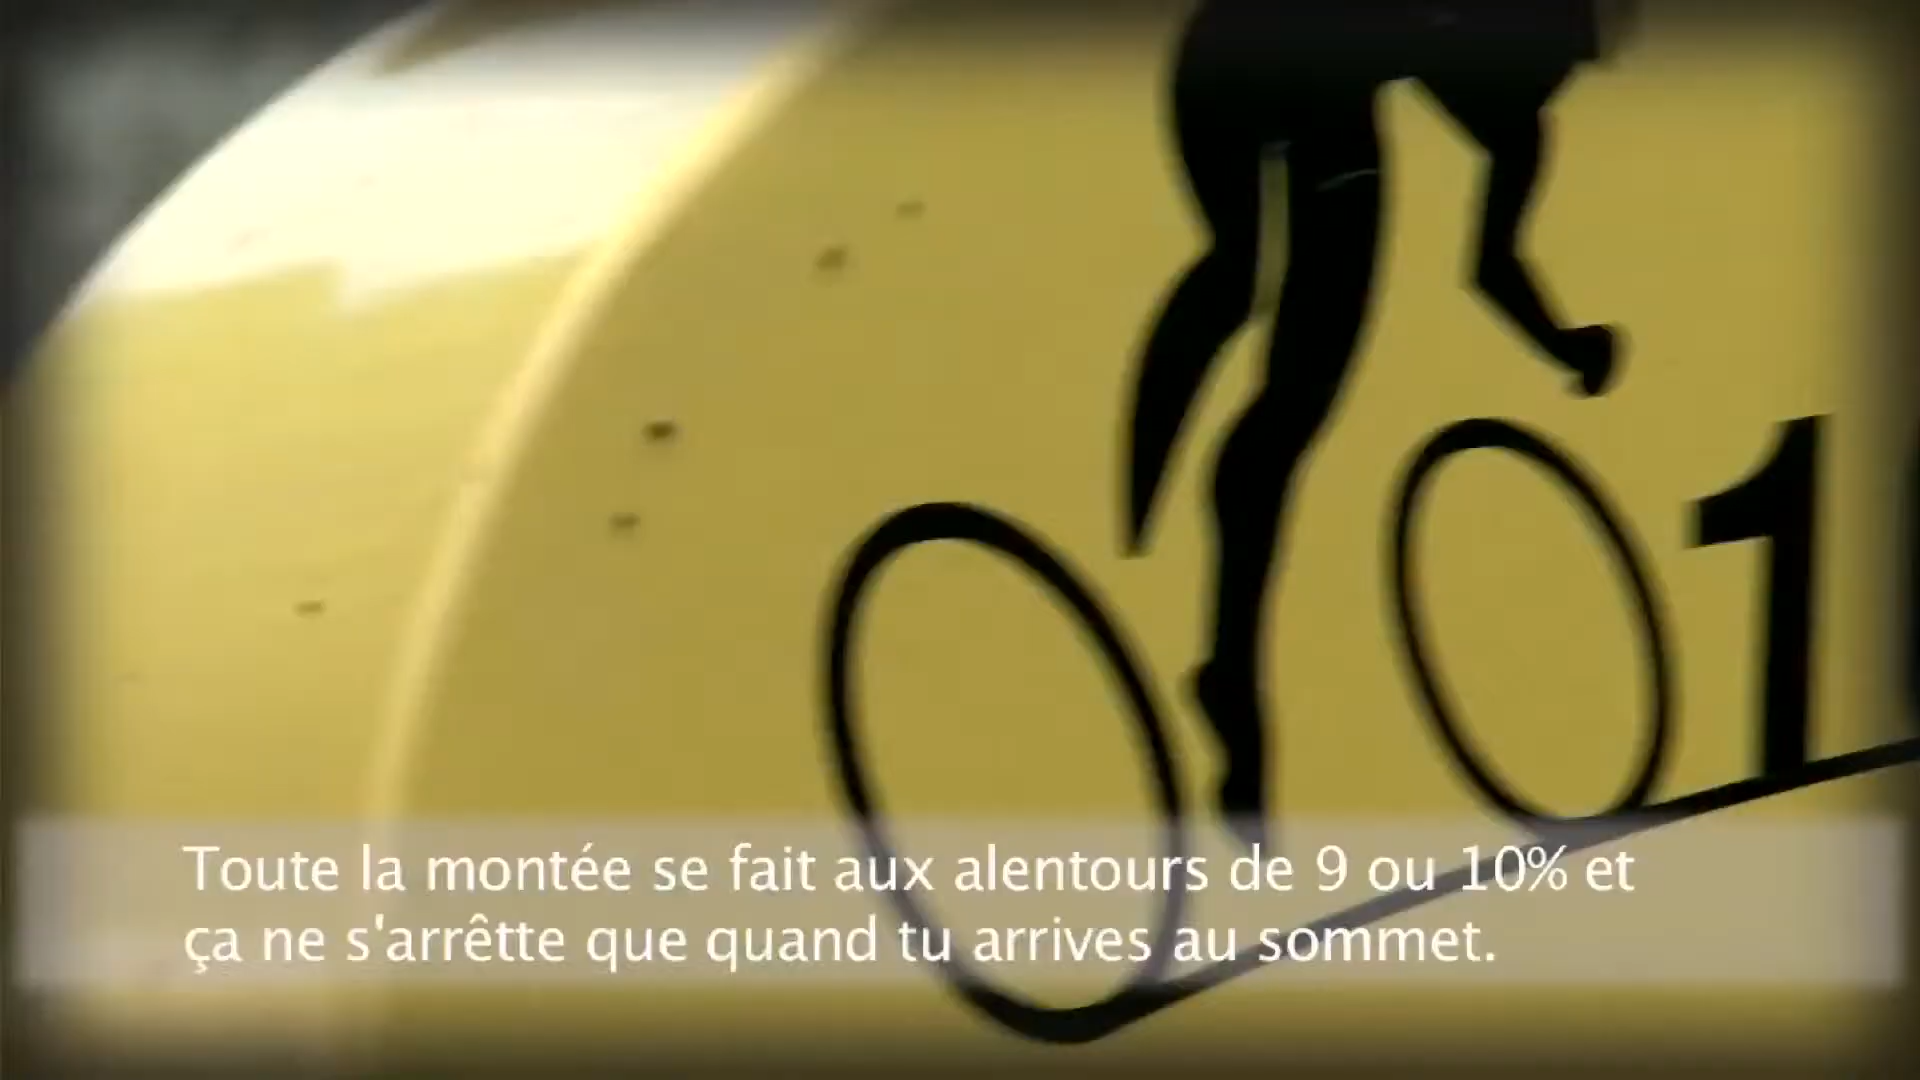 1
Toute la montée se fait aux alentours de 9 ou 10% et
ça ne s'arrêtte que quand tu arrives au sommet.